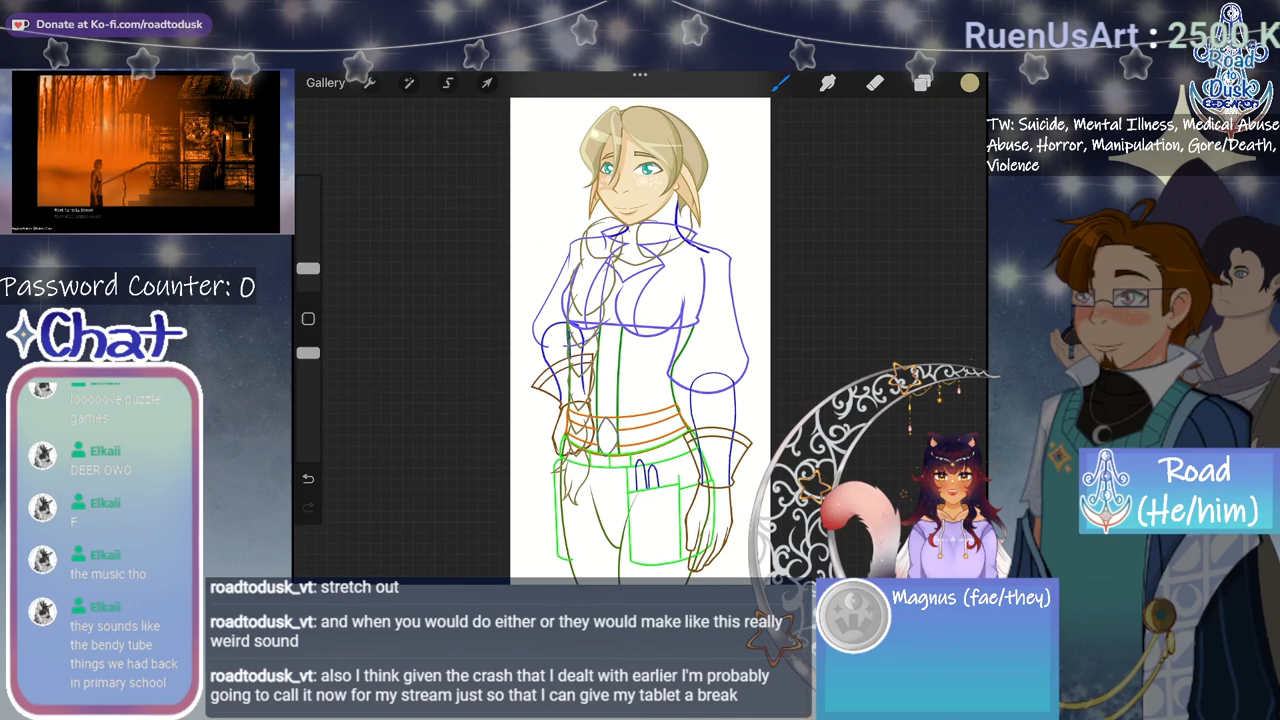 Donate at Ko-fi.com/roadtodusk
RuenUsArt : 2500 K
Road
to
Dusk
Gallery
TW: Suicide, Mental Illness, Medical Abuse
Abuse, Horror, Manipulation, Gore/Death,
Violence
Password Counter: 0
Chat
looooove puzzle
games
Elkaii
DEER OWO
Elkaii
F
Elkaii
the music tho
Elkaii
they sounds like
the bendy tube
things we had back
in primary school
roadtodusk_vt: stretch out
roadtodusk_vt: and when you would do either or they would make like this really
weird sound
roadtodusk_vt: also I think given the crash that I dealt with earlier I'm probably
going to call it now for my stream just so that I can give my tablet a break
Road
(He/him)
Magnus (fae/they)